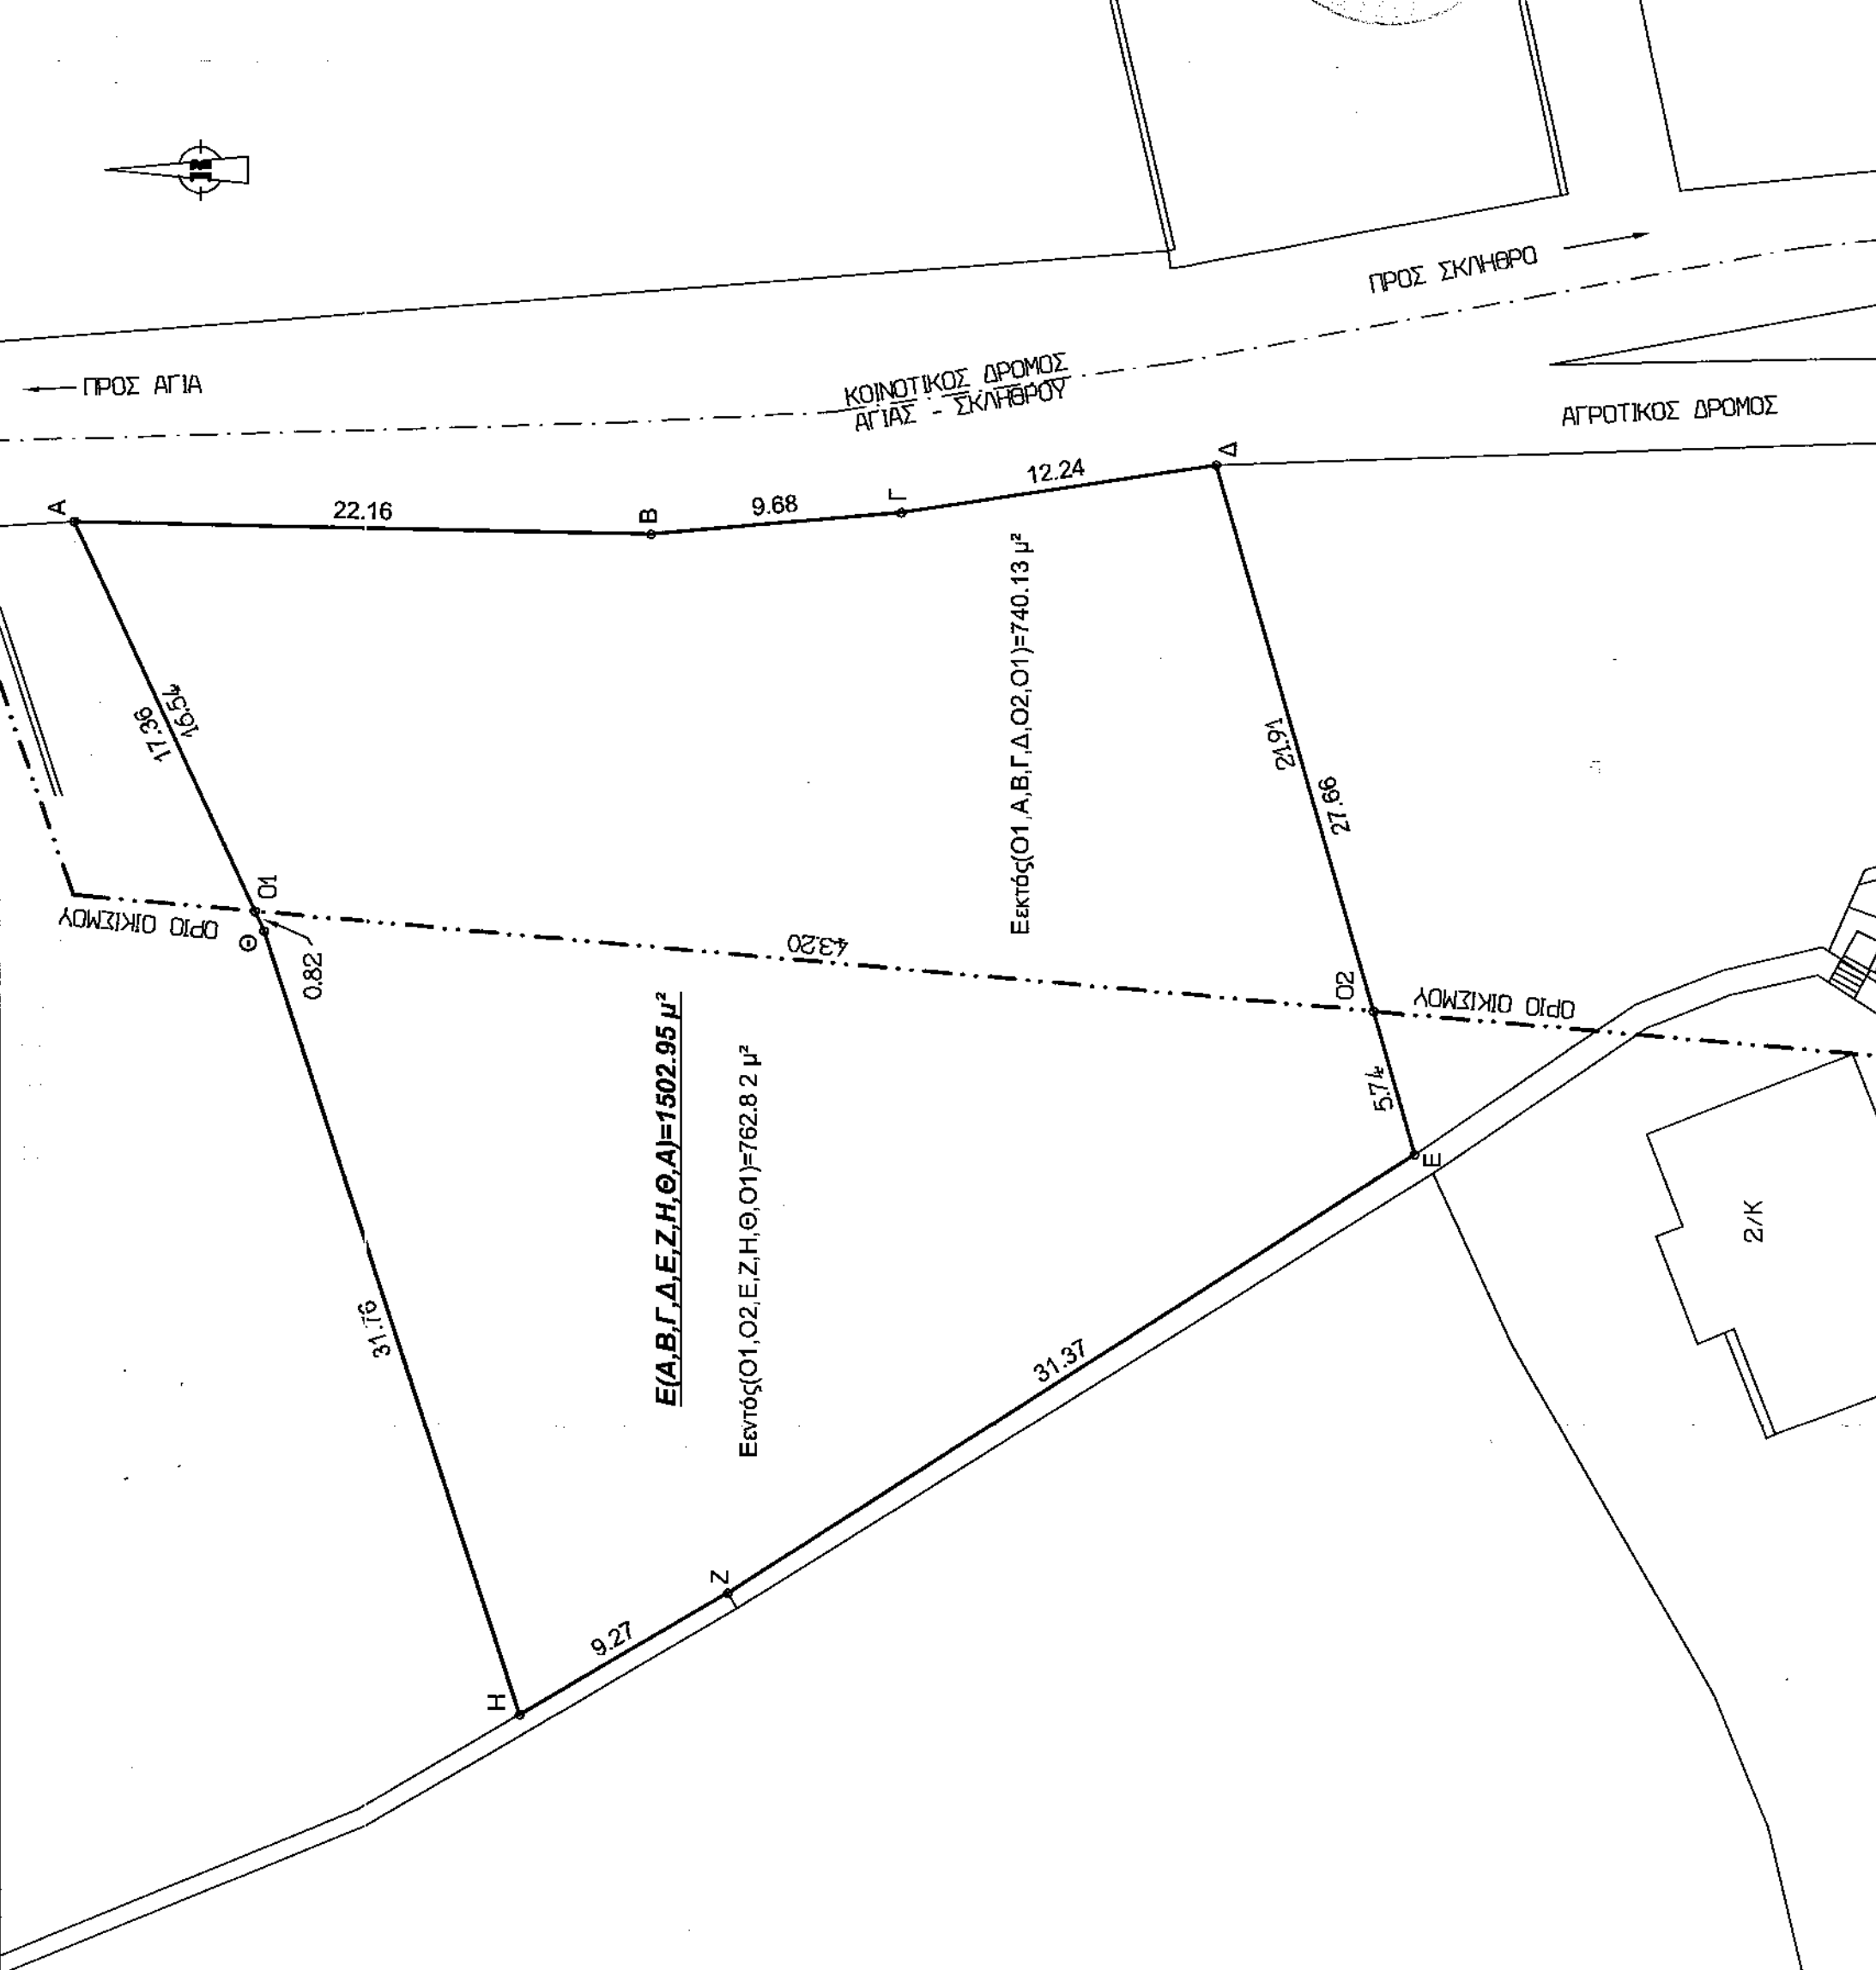 ΠΡΟΣ ΑΓΙΑ
ΚΟΙΝΟΤΙΚΟΣ ΔΡΟΜΟΣ
ΑΓΙΑΣ - ΣΚΛΗΘΡΟΥ
ΠΡΟΣ ΣΚΛΗΘΡΟ
ΑΓΡΟΤΙΚΟΣ ΔΡΟΜΟΣ
Α
22.16
Β
9.68
Γ
12.24
Δ
17.36
16.54
21.91
27.66
Εεκτός(Ο1,Α,Β,Γ,Δ,Ο2,Ο1)=740.13 μ²
ΟΡΙΟ ΟΙΚΙΣΜΟΥ
Ο1
Θ
0.82
43.20
Ο2
ΟΡΙΟ ΟΙΚΙΣΜΟΥ
5.74
Ε
Ε(Α,Β,Γ,Δ,Ε,Ζ,Η,Θ,Α)=1502.95 μ²
Εεντός(Ο1,Ο2,Ε,Ζ,Η,Θ,Ο1)=762.8 2 μ²
31.76
31.37
2/Κ
Ζ
9.27
Η